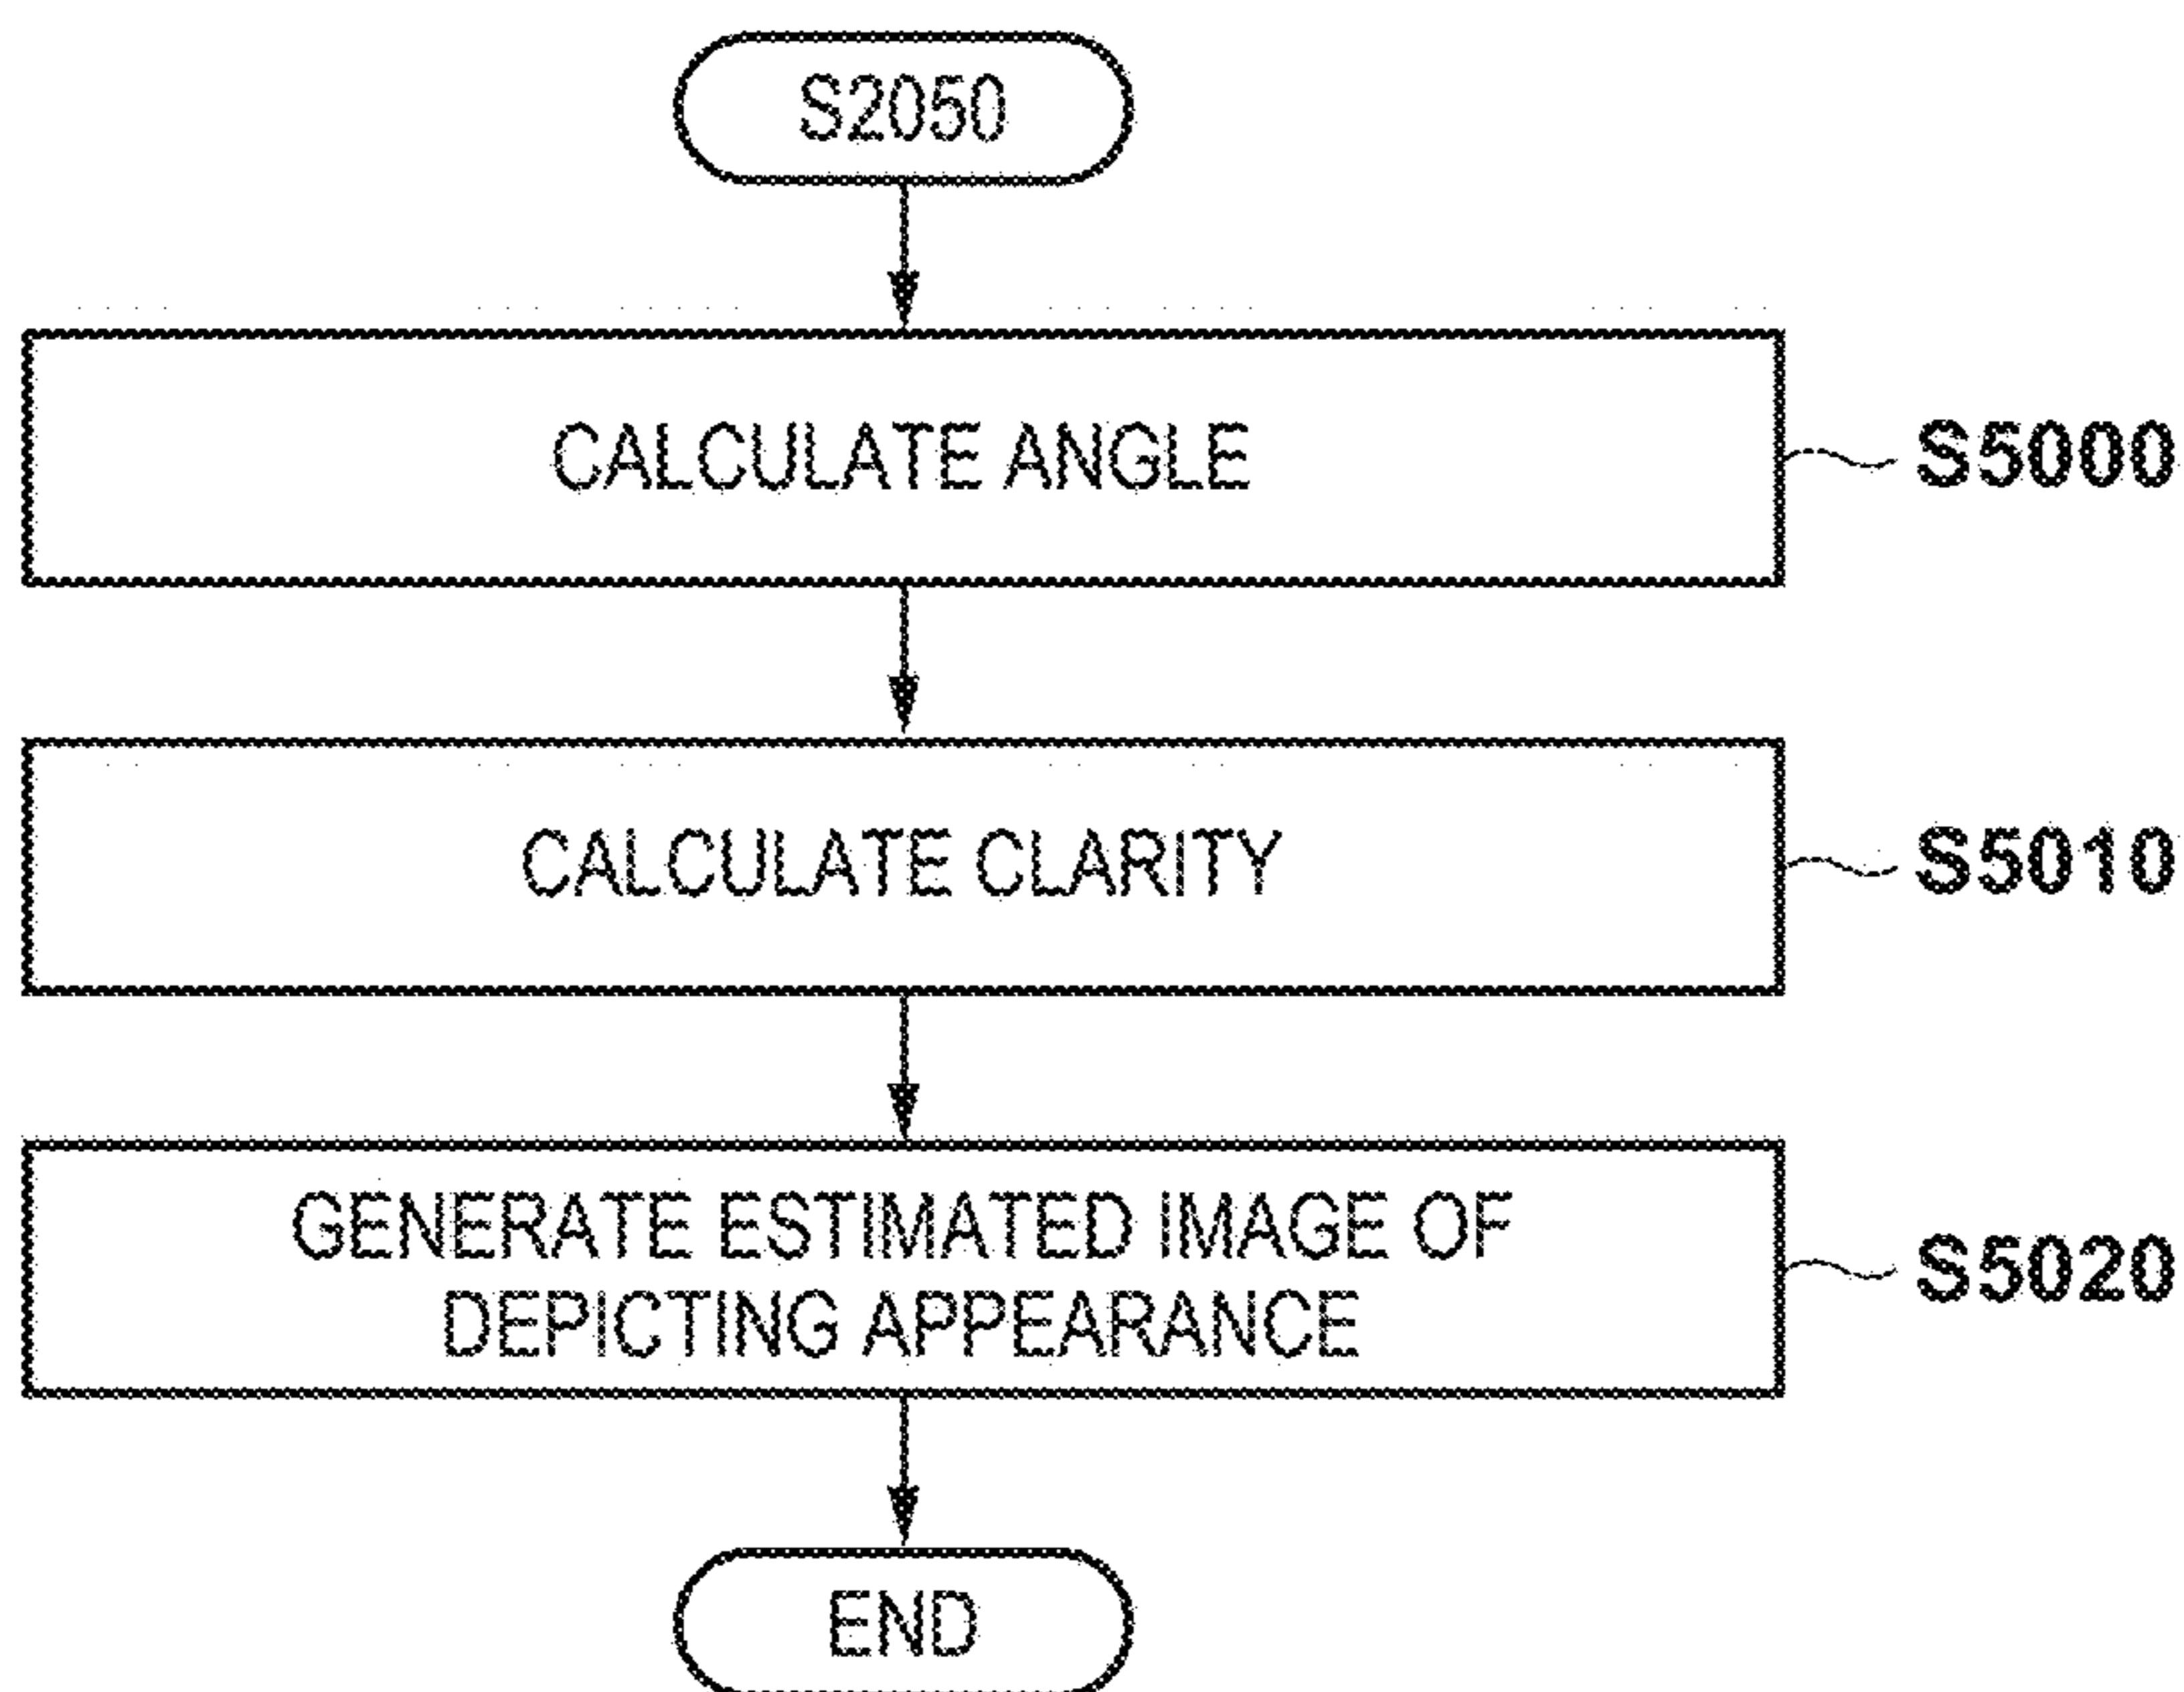 S2050
CALCULATE ANGLE
S5000
CALCULATE CLARITY
S5010
GENERATE ESTIMATED IMAGE OF
DEPICTING APPEARANCE
S5020
END